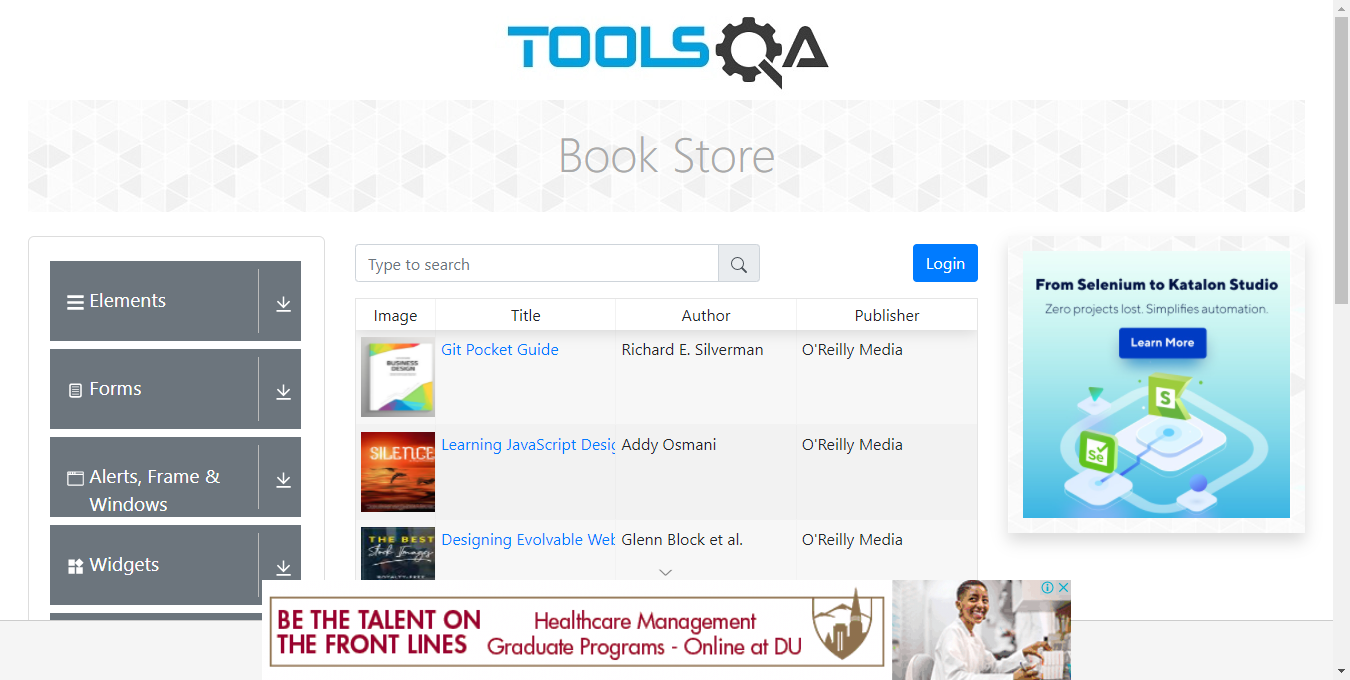 TOOLSQA
Book Store
Elements
Forms
Alerts, Frame &
Windows
Widgets
Type to search
Login
Image Title Author Publisher
BUSINESS
DESIGN
Git Pocket Guide Richard E. Silverman O'Reilly Media
SILENCE
Learning JavaScript Desig Addy Osmani O'Reilly Media
THE BEST
Stock Images
Designing Evolvable Web Glenn Block et al. O'Reilly Media
From Selenium to Katalon Studio
Zero projects lost. Simplifies automation.
Learn More
S
Se
BE THE TALENT ON
THE FRONT LINES
Healthcare Management
Graduate Programs - Online at DU